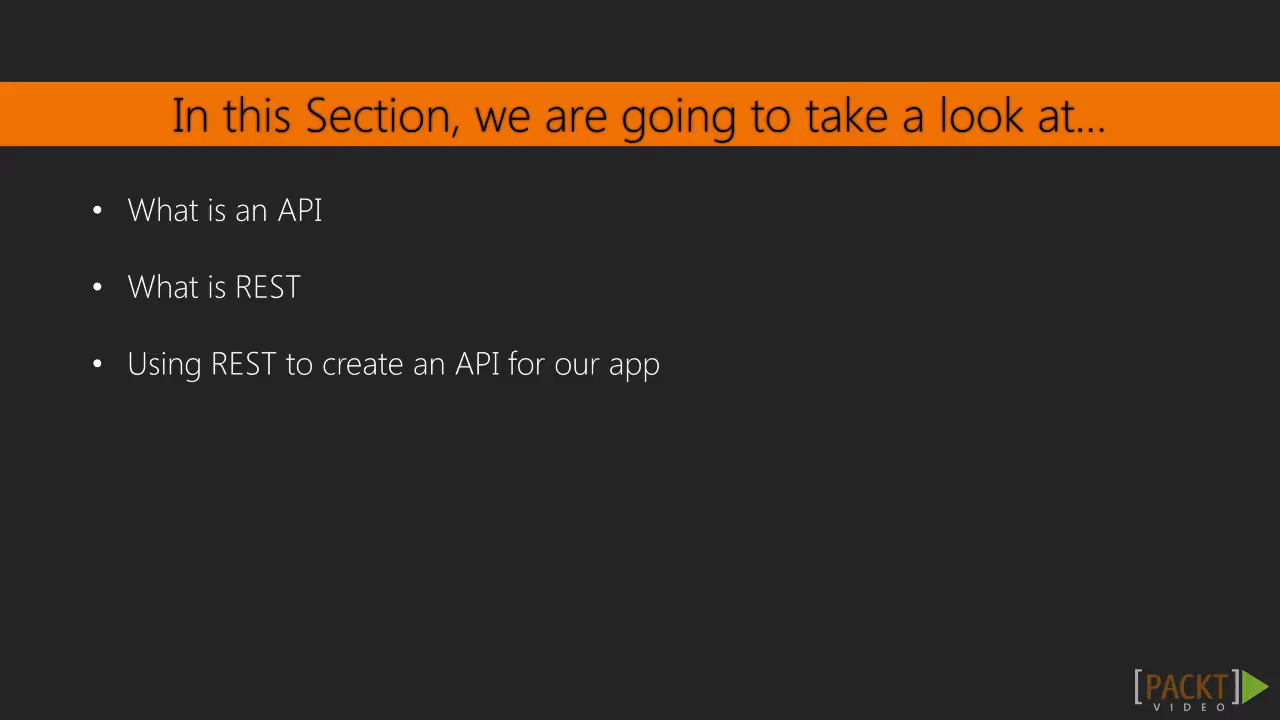 In this Section, we are going to take a look at...
• What is an API
• What is REST
• Using REST to create an API for our app
[PACKT]
VIDEO